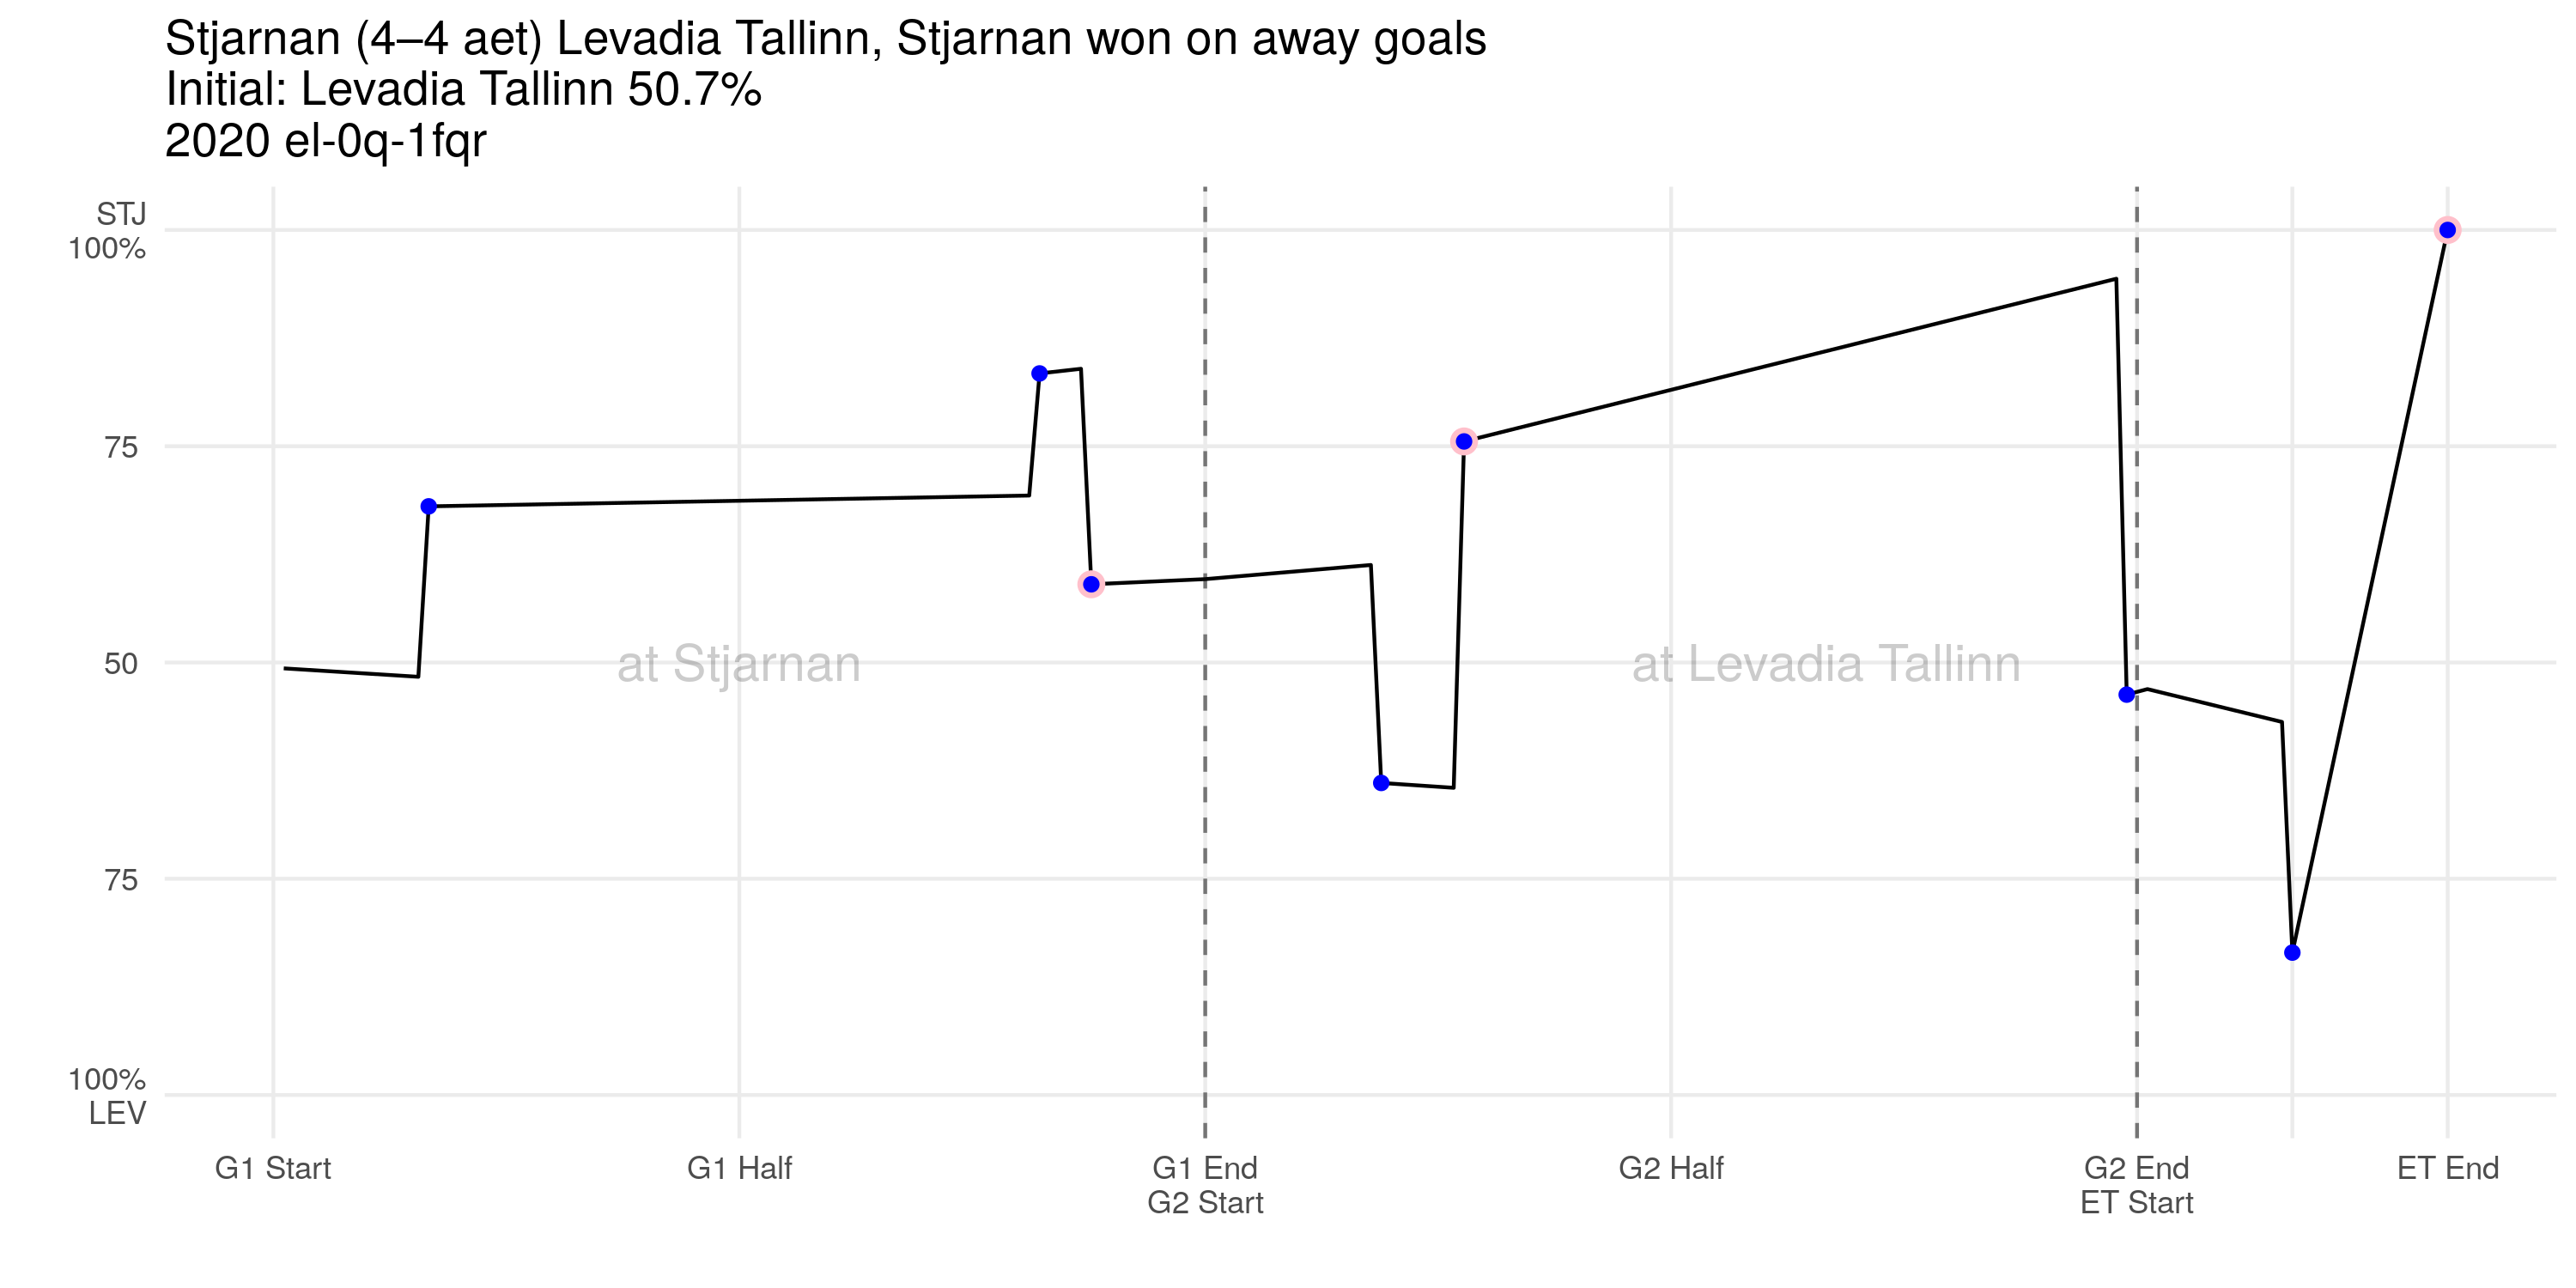 Stjarnan (4–4 aet) Levadia Tallinn, Stjarnan won on away goals
Initial: Levadia Tallinn 50.7%
2020 el-0q-1fqr
STJ
100%
75
50
75
100%
LEV
at Stjarnan
at Levadia Tallinn
G1 Start
G1 Half
G1 End
G2 Start
G2 Half
G2 End
ET Start
ET End